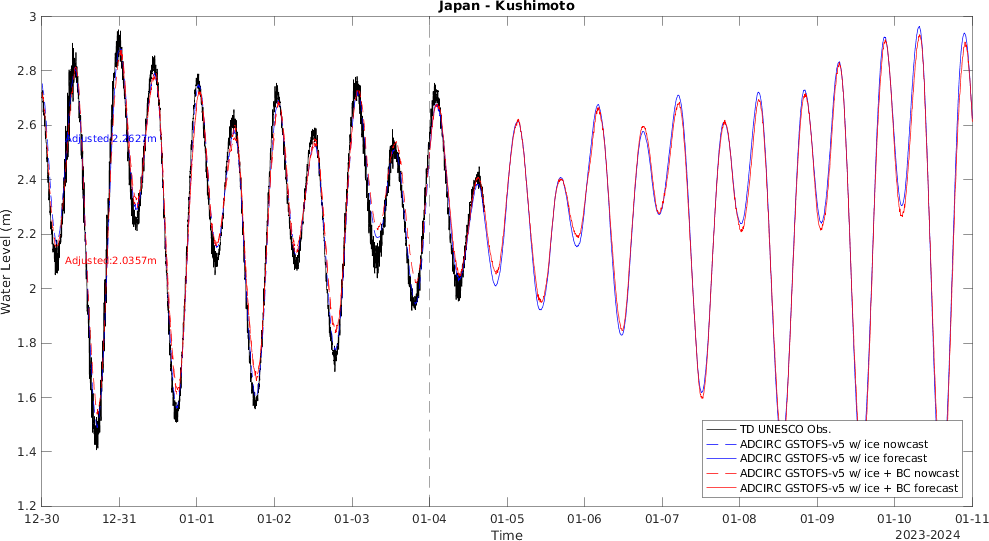 Japan - Kushimoto
3
2.8
2.6
2.4
2.2
2
1.8
1.6
1.4
1.2
Water Level (m)
Adjusted:2.2627m
Adjusted:2.0357m
TD UNESCO Obs.
ADCIRC GSTOFS-v5 w/ ice nowcast
ADCIRC GSTOFS-v5 w/ ice forecast
ADCIRC GSTOFS-v5 w/ ice + BC nowcast
ADCIRC GSTOFS-v5 w/ ice + BC forecast
12-30 12-31 01-01 01-02 01-03 01-04 01-05 01-06 01-07 01-08 01-09 01-10 01-11
Time
2023-2024